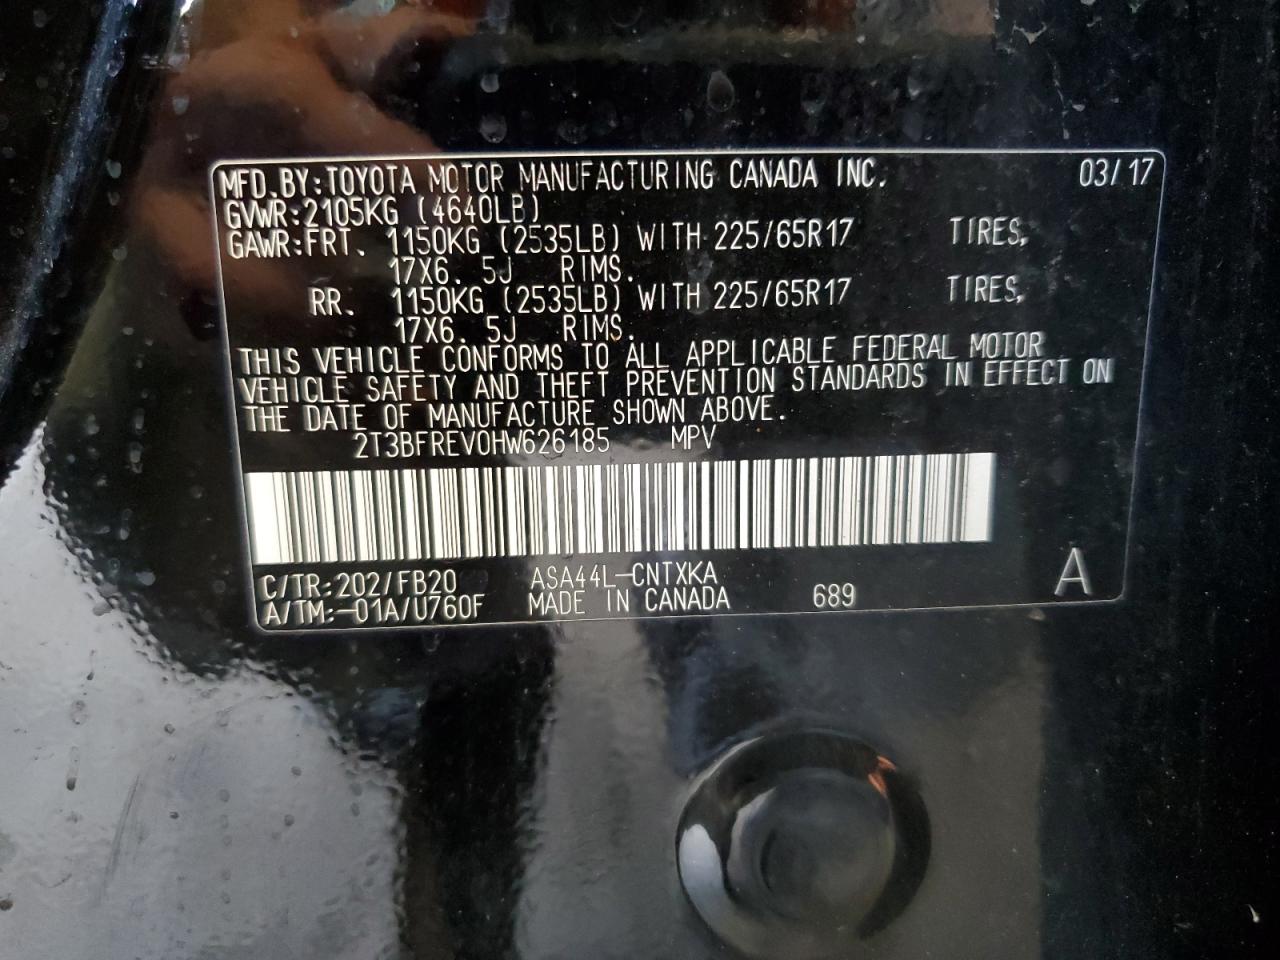 MFD.BY:TOYOTA MOTOR MANUFACTURING CANADA INC. 03/17
GVWR:2105KG (4640LB)
GAWR:FRT. 1150KG (2535LB) WITH 225/65R17 TIRES,
17X6.5J RIMS.
RR. 1150KG (2535LB) WITH 225/65R17 TIRES,
17X6.5J RIMS.
THIS VEHICLE CONFORMS TO ALL APPLICABLE FEDERAL MOTOR
VEHICLE SAFETY AND THEFT PREVENTION STANDARDS IN EFFECT ON
THE DATE OF MANUFACTURE SHOWN ABOVE.
2T3BFREV0HW626185 MPV
C/TR:202/FB20 ASA44L-CNTXKA A
A/TM:-01A/U760F MADE IN CANADA 689